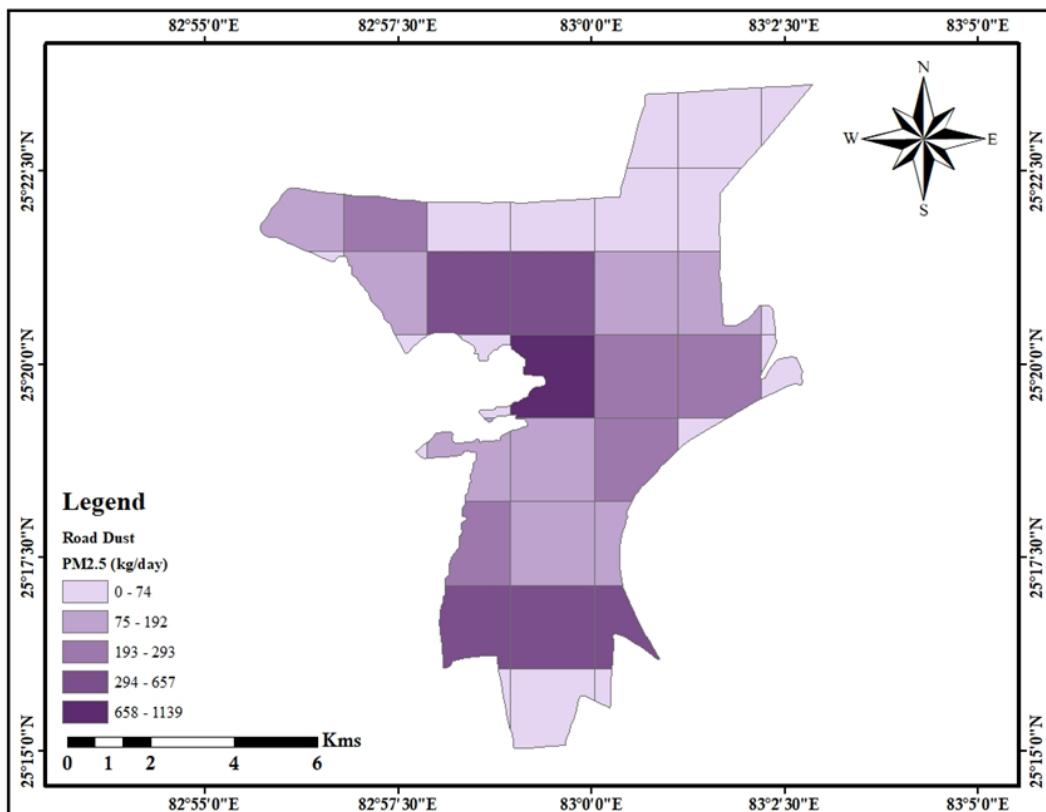 82°55'0"E 82°57'30"E 83°0'0"E 83°2'30"E 83°5'0"E
N
W E
S
25°22'30"N 25°22'30"N
25°20'0"N 25°20'0"N
25°17'30"N 25°17'30"N
25°15'0"N 25°15'0"N
Legend
Road Dust
PM2.5 (kg/day)
0 - 74
75 - 192
193 - 293
294 - 657
658 - 1139
Kms
0 1 2 4 6
82°55'0"E 82°57'30"E 83°0'0"E 83°2'30"E 83°5'0"E